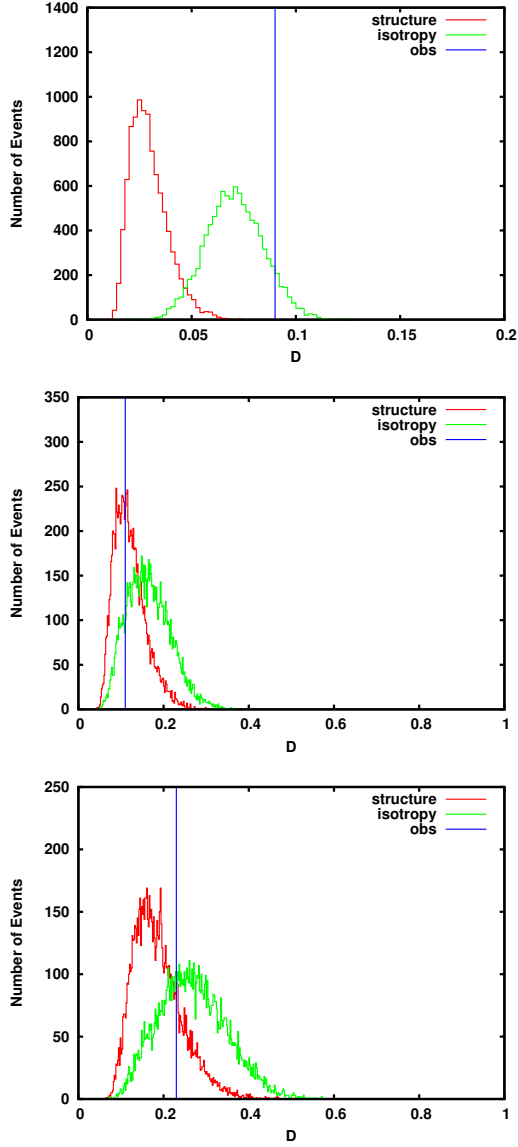 1400
1200
1000
800
600
400
200
0
Number of Events
structure
isotropy
obs
0 0.05 0.1 0.15 0.2
D
350
300
250
200
150
100
50
0
Number of Events
structure
isotropy
obs
0 0.2 0.4 0.6 0.8 1
D
250
200
150
100
50
0
Number of Events
structure
isotropy
obs
0 0.2 0.4 0.6 0.8 1
D